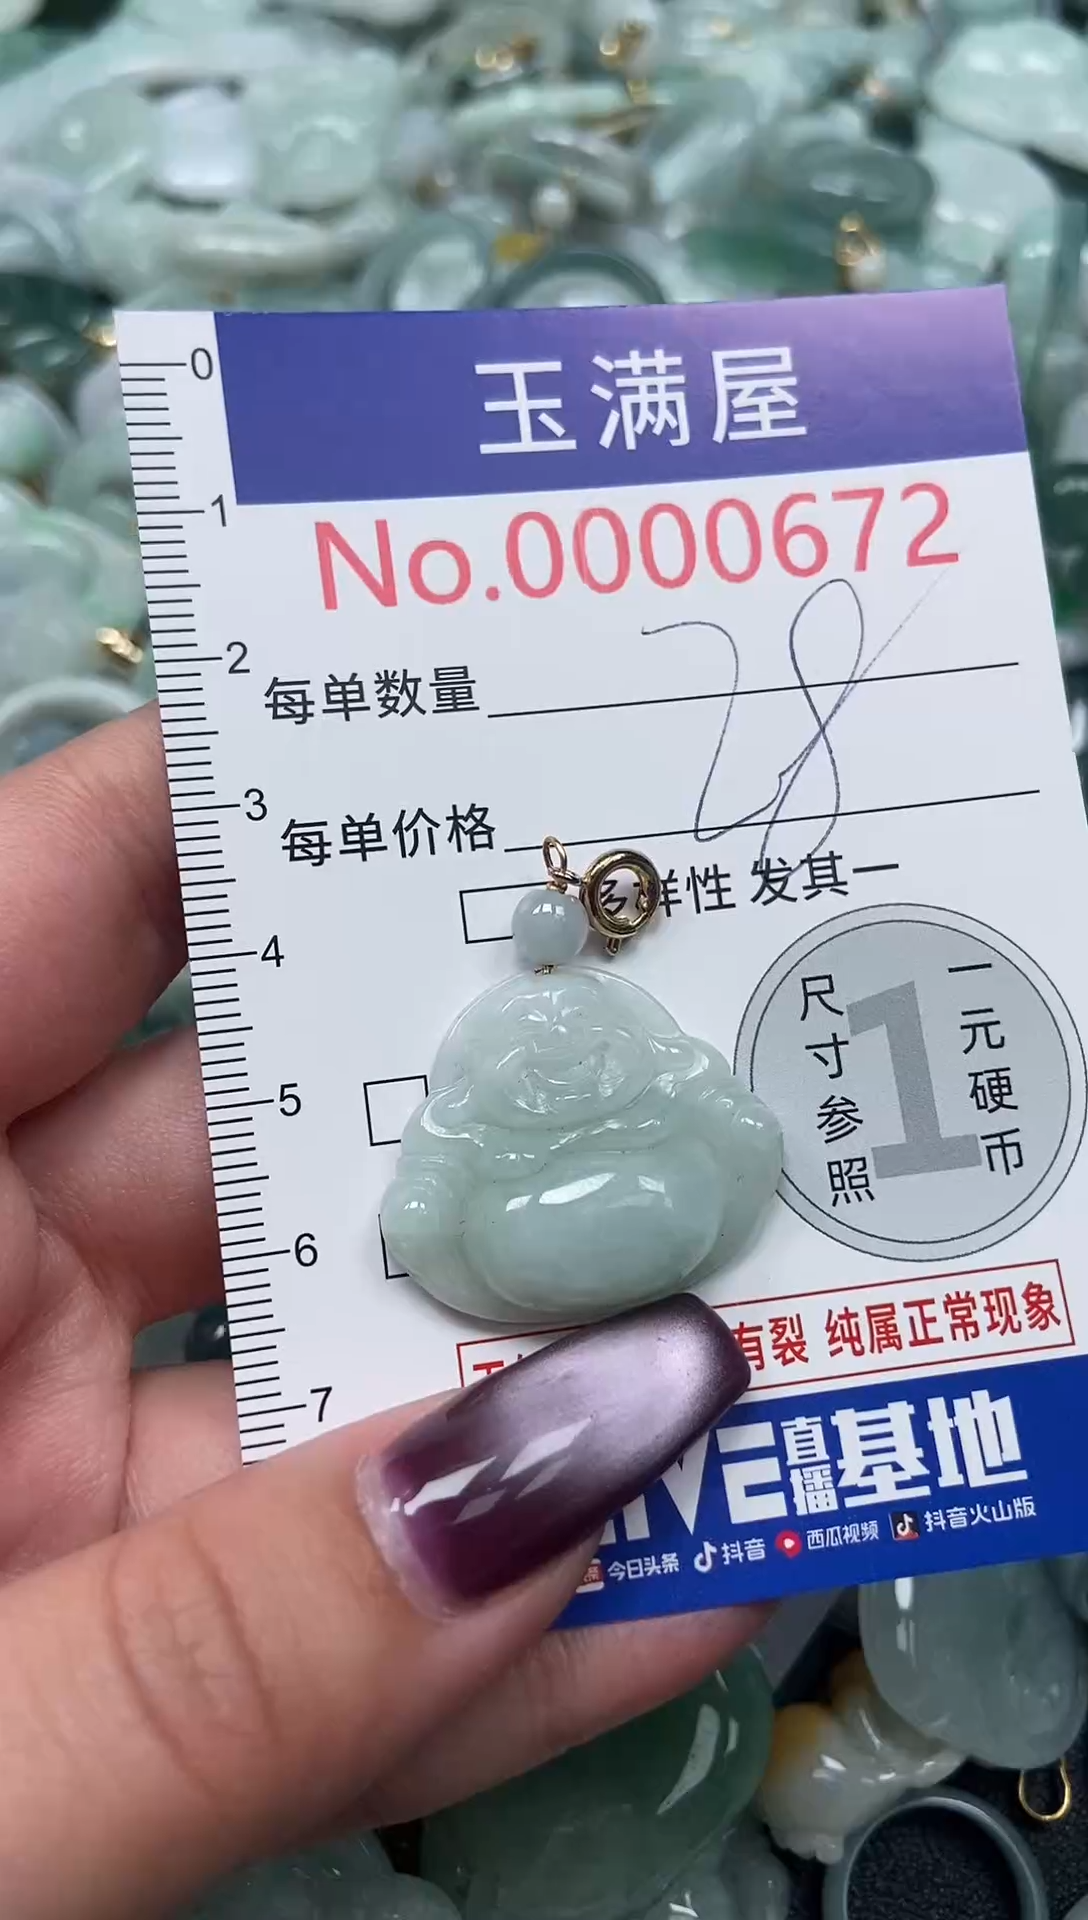 玉满屋
No.0000672
每单数量
28
每单价格
样性 发其一
尺寸参照
1
一元硬币
有裂 纯属正常现象
直播基地
今日头条 抖音 西瓜视频 抖音火山版
0
1
2
3
4
5
6
7